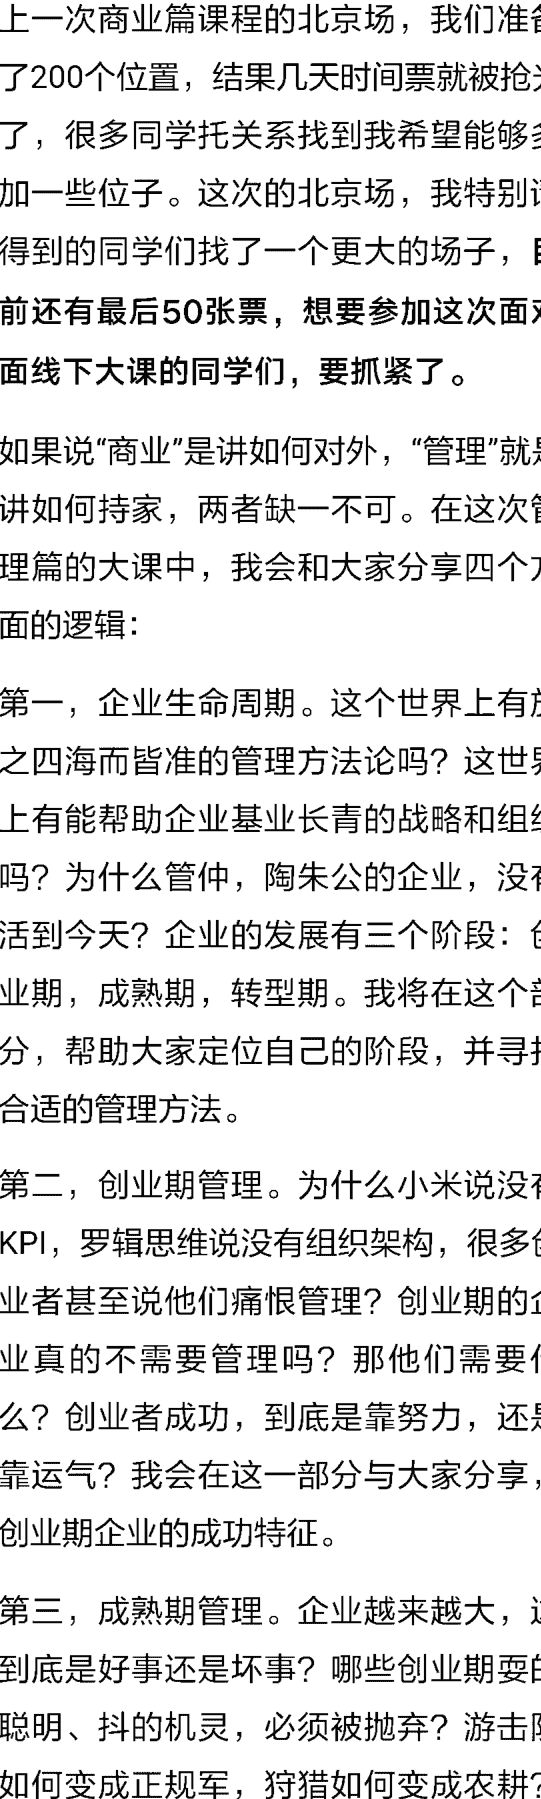 上一次商业篇课程的北京场，我们准备
了200个位置，结果几天时间票就被抢光
了，很多同学托关系找到我希望能够多
加一些位子。这次的北京场，我特别请
得到的同学们找了一个更大的场子，目
前还有最后50张票，想要参加这次面对
面线下大课的同学们，要抓紧了。
如果说“商业”是讲如何对外，“管理”就是
讲如何持家，两者缺一不可。在这次管
理篇的大课中，我会和大家分享四个方
面的逻辑：
第一，企业生命周期。这个世界上有放
之四海而皆准的管理方法论吗？这世界
上有能帮助企业基业长青的战略和组织
吗？为什么管仲，陶朱公的企业，没有
活到今天？企业的发展有三个阶段：创
业期，成熟期，转型期。我将在这个部
分，帮助大家定位自己的阶段，并寻找
合适的管理方法。
第二，创业期管理。为什么小米说没有
KPI，罗辑思维说没有组织架构，很多创
业者甚至说他们痛恨管理？创业期的企
业真的不需要管理吗？那他们需要什
么？创业者成功，到底是靠努力，还是
靠运气？我会在这一部分与大家分享，
创业期企业的成功特征。
第三，成熟期管理。企业越来越大，这
到底是好事还是坏事？哪些创业期耍的
聪明、抖的机灵，必须被抛弃？游击队
如何变成正规军，狩猎如何变成农耕？